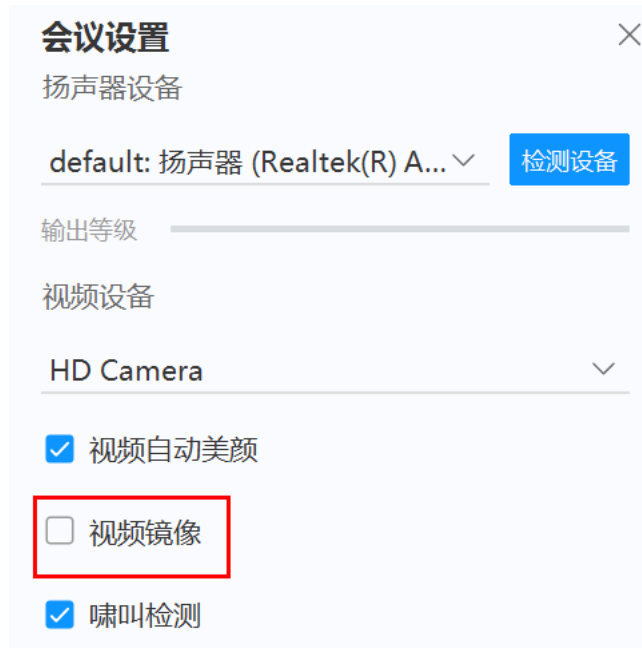 会议设置
扬声器设备
default: 扬声器 (Realtek(R) A...
检测设备
输出等级
视频设备
HD Camera
视频自动美颜
视频镜像
啸叫检测